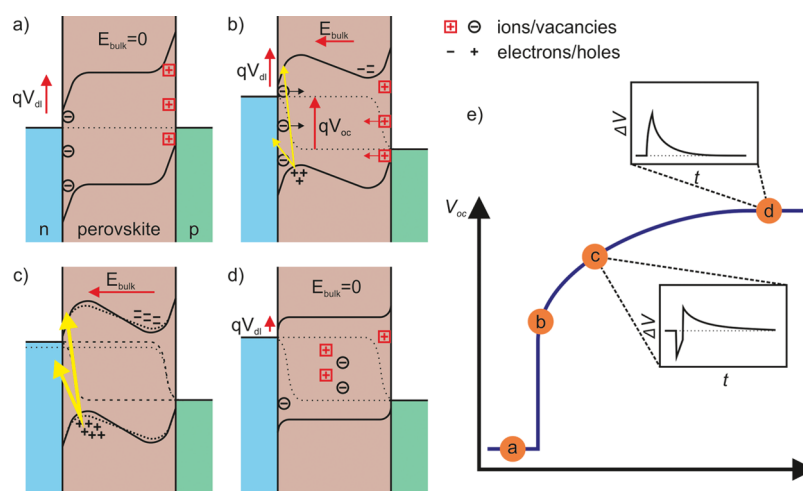 a)
E_bulk=0
qV_dl
n
perovskite
p
b)
E_bulk
qV_dl
qV_oc
ions/vacancies
electrons/holes
c)
E_bulk
d)
E_bulk=0
qV_dl
e)
ΔV
t
V_oc
a
b
c
d
ΔV
t